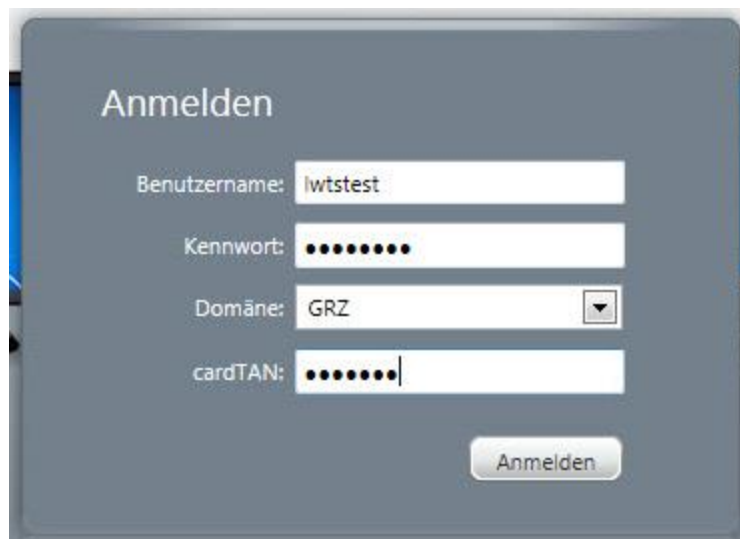 Anmelden
Benutzername: lwtstest
Kennwort: ●●●●●●●●
Domäne: GRZ
cardTAN: ●●●●●●●
Anmelden